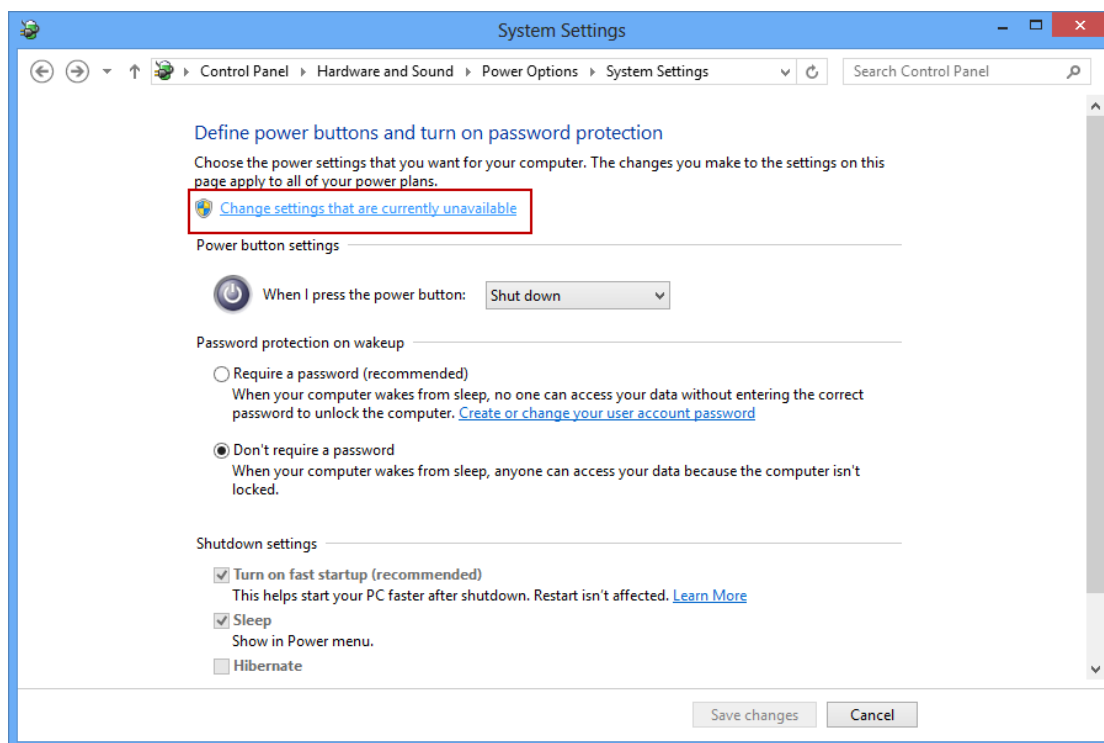 System Settings
Control Panel Hardware and Sound Power Options System Settings
Search Control Panel
Define power buttons and turn on password protection
Choose the power settings that you want for your computer. The changes you make to the settings on this
page apply to all of your power plans.
Change settings that are currently unavailable
Power button settings
When I press the power button:
Shut down
Password protection on wakeup
Require a password (recommended)
When your computer wakes from sleep, no one can access your data without entering the correct
password to unlock the computer. Create or change your user account password
Don't require a password
When your computer wakes from sleep, anyone can access your data because the computer isn't
locked.
Shutdown settings
Turn on fast startup (recommended)
This helps start your PC faster after shutdown. Restart isn't affected. Learn More
Sleep
Show in Power menu.
Hibernate
Save changes
Cancel